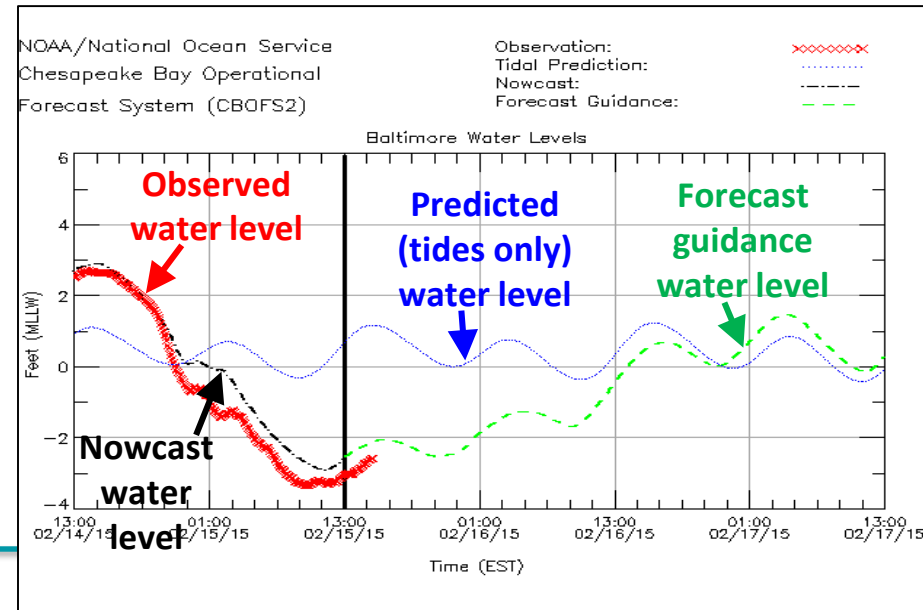 NOAA/National Ocean Service
Chesapeake Bay Operational
Forecast System (CBOFS2)
Observation:
Tidal Prediction:
Nowcast:
Forecast Guidance:
Baltimore Water Levels
Feet (MLLW)
6
4
2
0
-2
-4
Observed
water level
Predicted
(tides only)
water level
Forecast
guidance
water level
Nowcast
water
level
13:00 01:00 13:00 01:00 13:00 01:00 13:00
02/14/15 02/15/15 02/15/15 02/16/15 02/16/15 02/17/15 02/17/15
Time (EST)